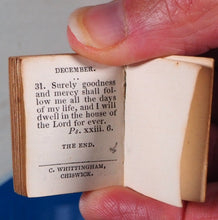 DECEMBER.
31. Surely goodness
and mercy shall fol-
low me all the days
of my life, and I will
dwell in the house of
the Lord for ever.
Ps. xxiii. 6.
THE END.
C. WHITTINGHAM,
CHISWICK.